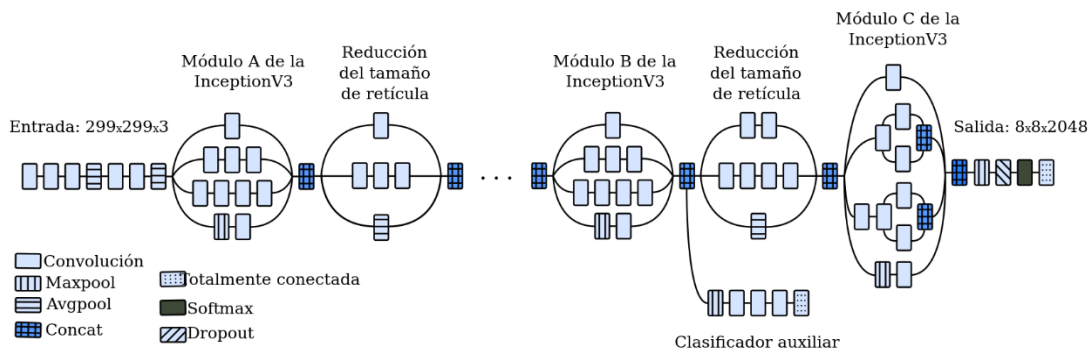 Módulo C de la
InceptionV3
Módulo A de la
InceptionV3
Reducción
del tamaño
de retícula
Módulo B de la
InceptionV3
Reducción
del tamaño
de retícula
Entrada: 299x299x3
Salida: 8x8x2048
. . .
Convolución
Maxpool
Avgpool
Concat
Totalmente conectada
Softmax
Dropout
Clasificador auxiliar